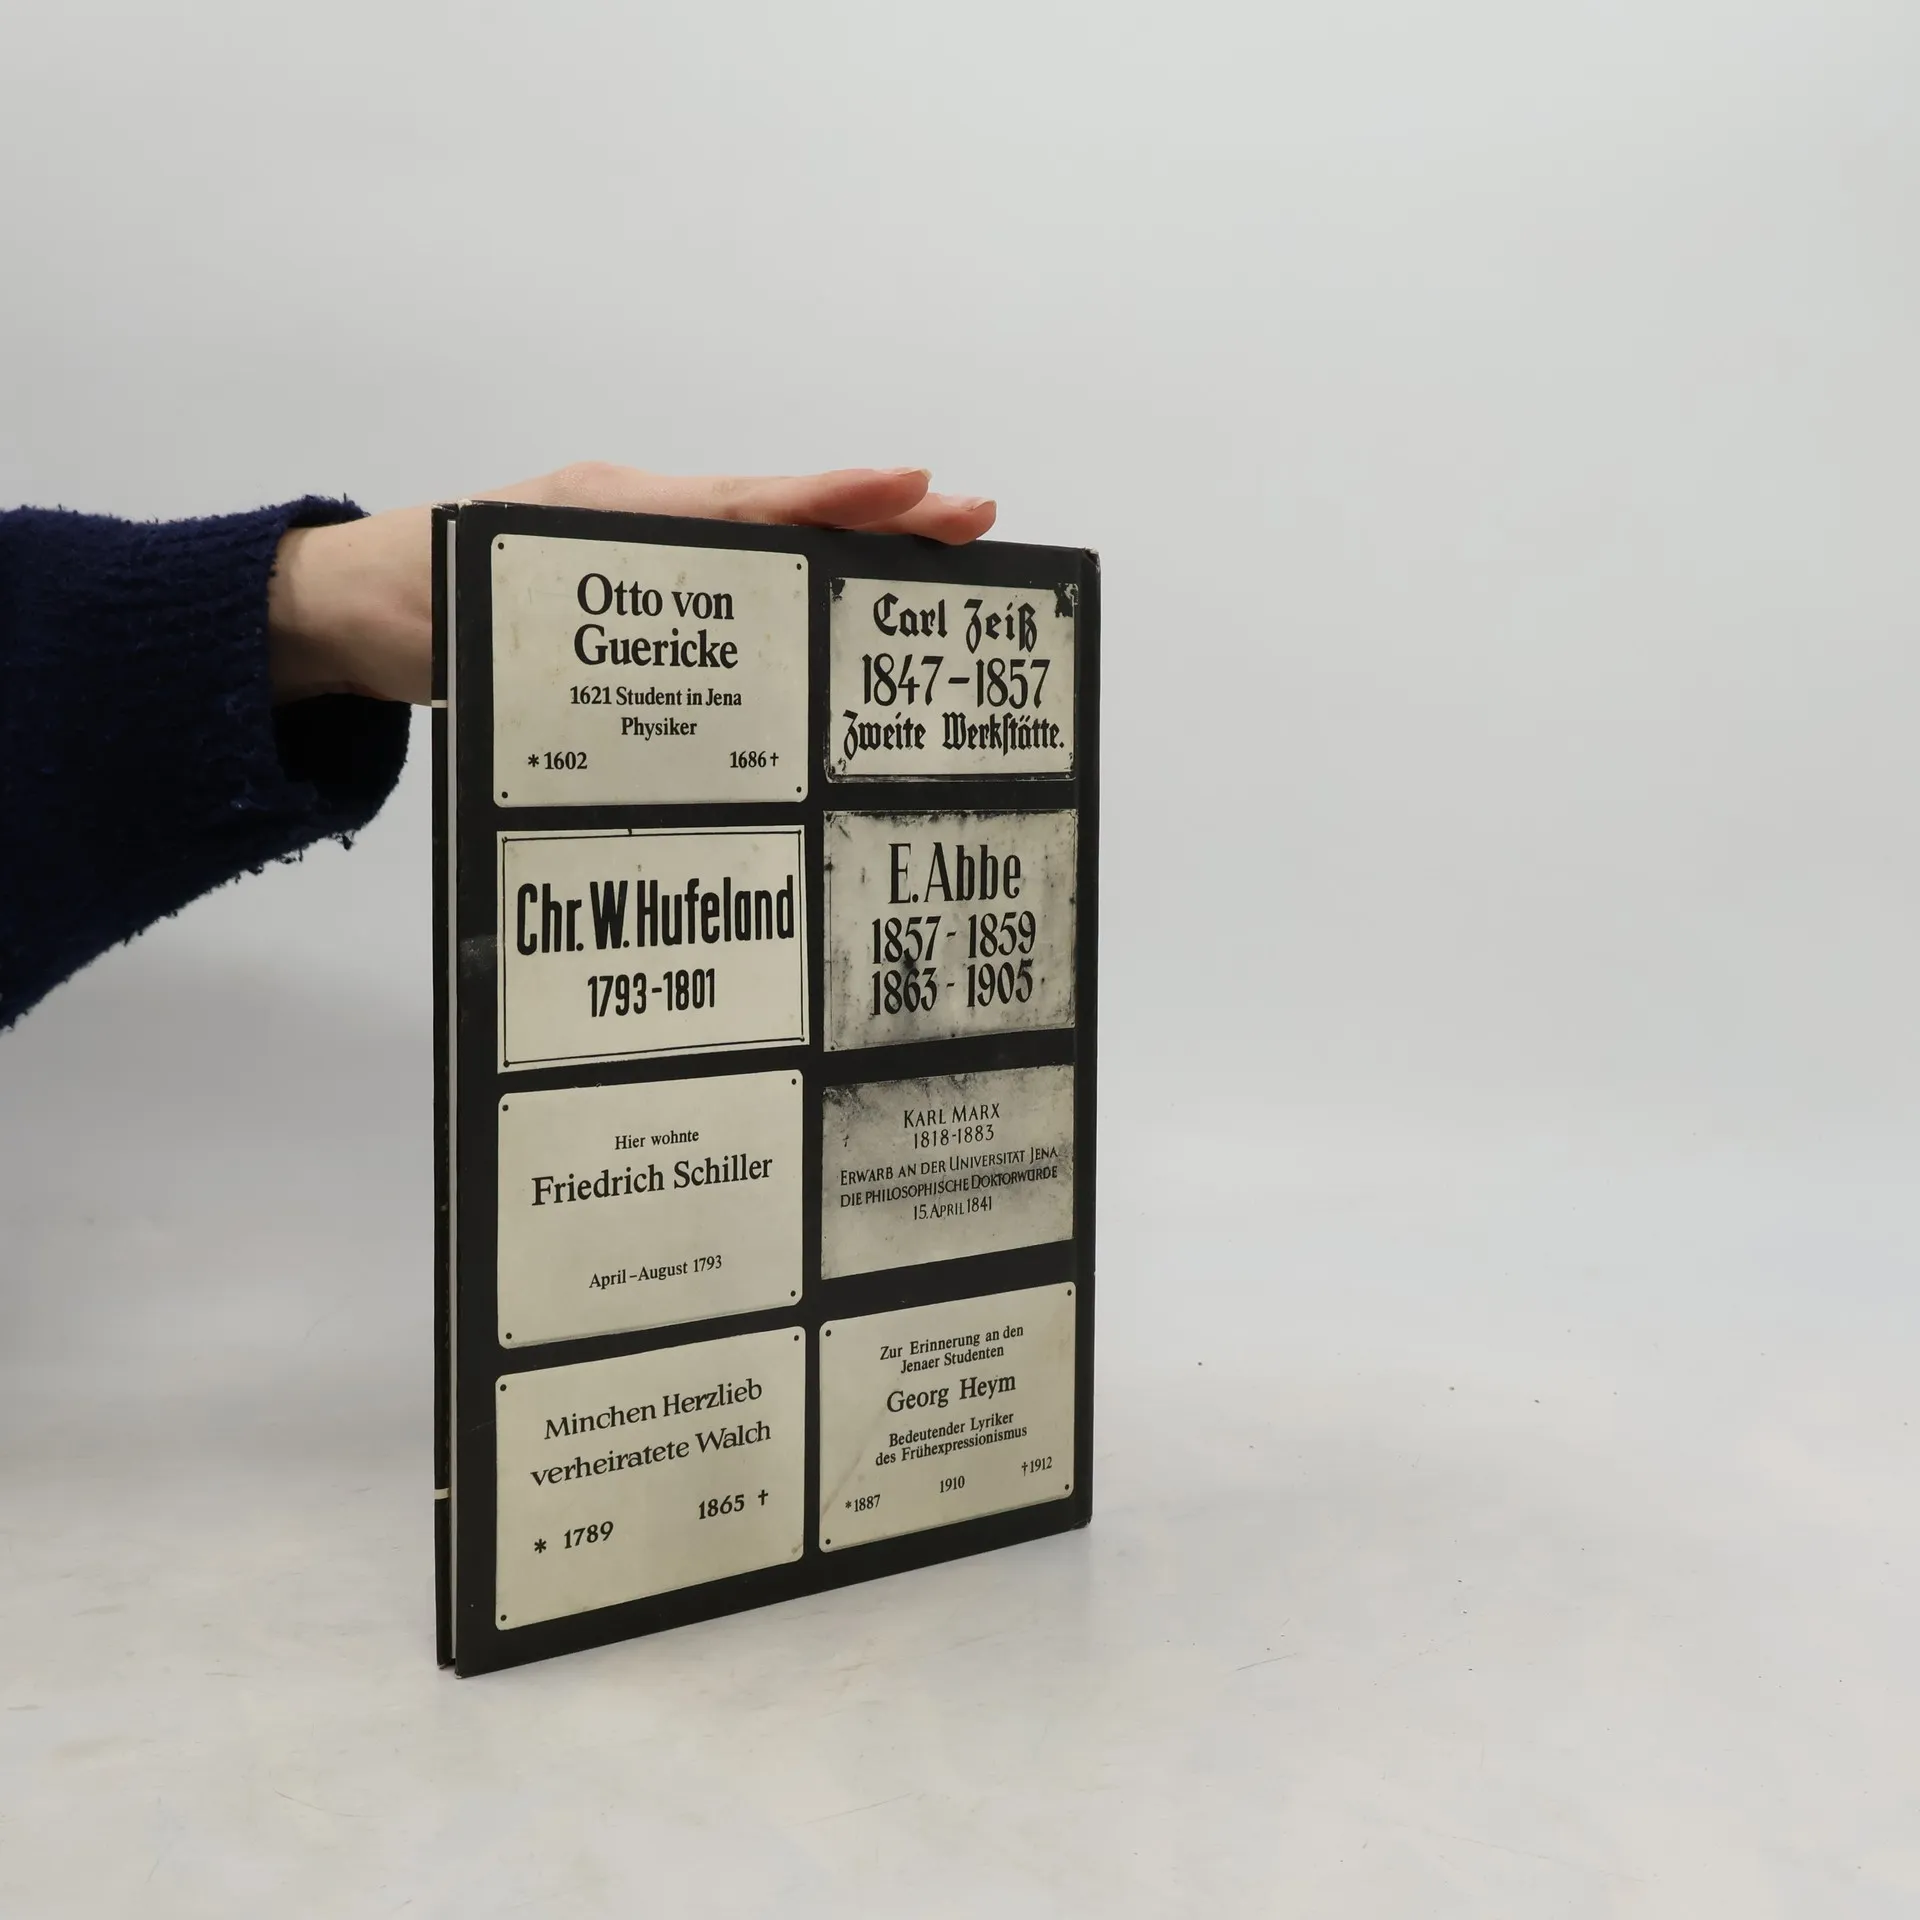 Otto von
Guericke
1621 Student in Jena
Physiker
* 1602 1686 †
Carl Zeiß
1847–1857
Zweite Werkstätte.
Chr. W. Hufeland
1793-1801
E. Abbe
1857 - 1859
1863 - 1905
Hier wohnte
Friedrich Schiller
April – August 1793
KARL MARX
1818-1883
ERWARB AN DER UNIVERSITÄT JENA
DIE PHILOSOPHISCHE DOKTORWÜRDE
15. APRIL 1841
Minchen Herzlieb
verheiratete Walch
* 1789 1865 †
Zur Erinnerung an den
Jenaer Studenten
Georg Heym
Bedeutender Lyriker
des Frühexpressionismus
* 1887 1910 † 1912